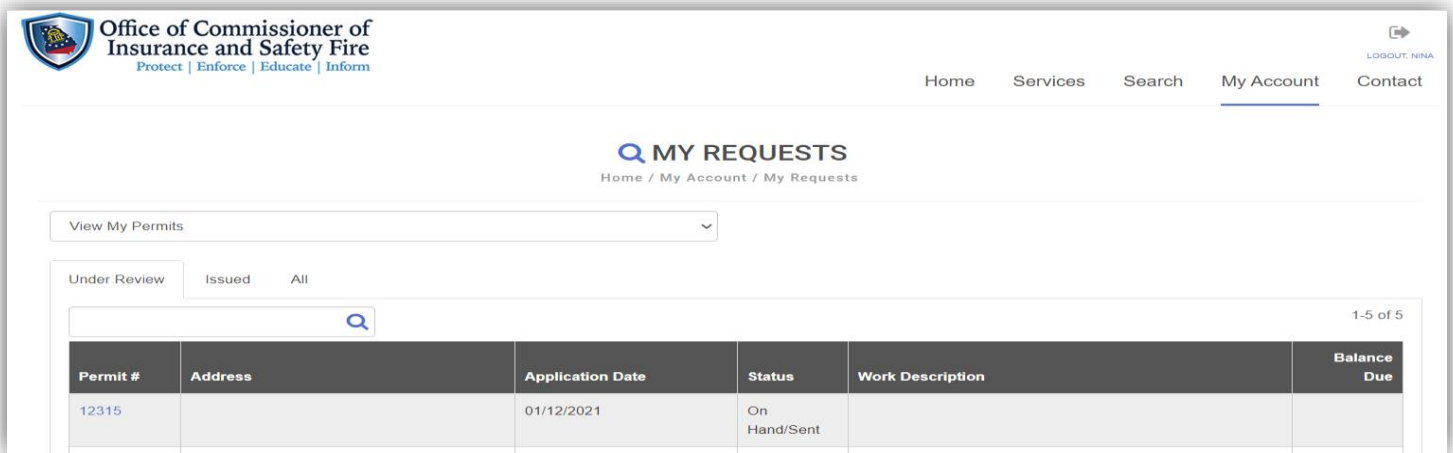 Office of Commissioner of
Insurance and Safety Fire
Protect | Enforce | Educate | Inform
LOGOUT, NINA
Home Services Search My Account Contact
MY REQUESTS
Home / My Account / My Requests
View My Permits
Under Review Issued All
1-5 of 5
Permit # Address Application Date Status Work Description Balance
Due
12315 01/12/2021 On
Hand/Sent